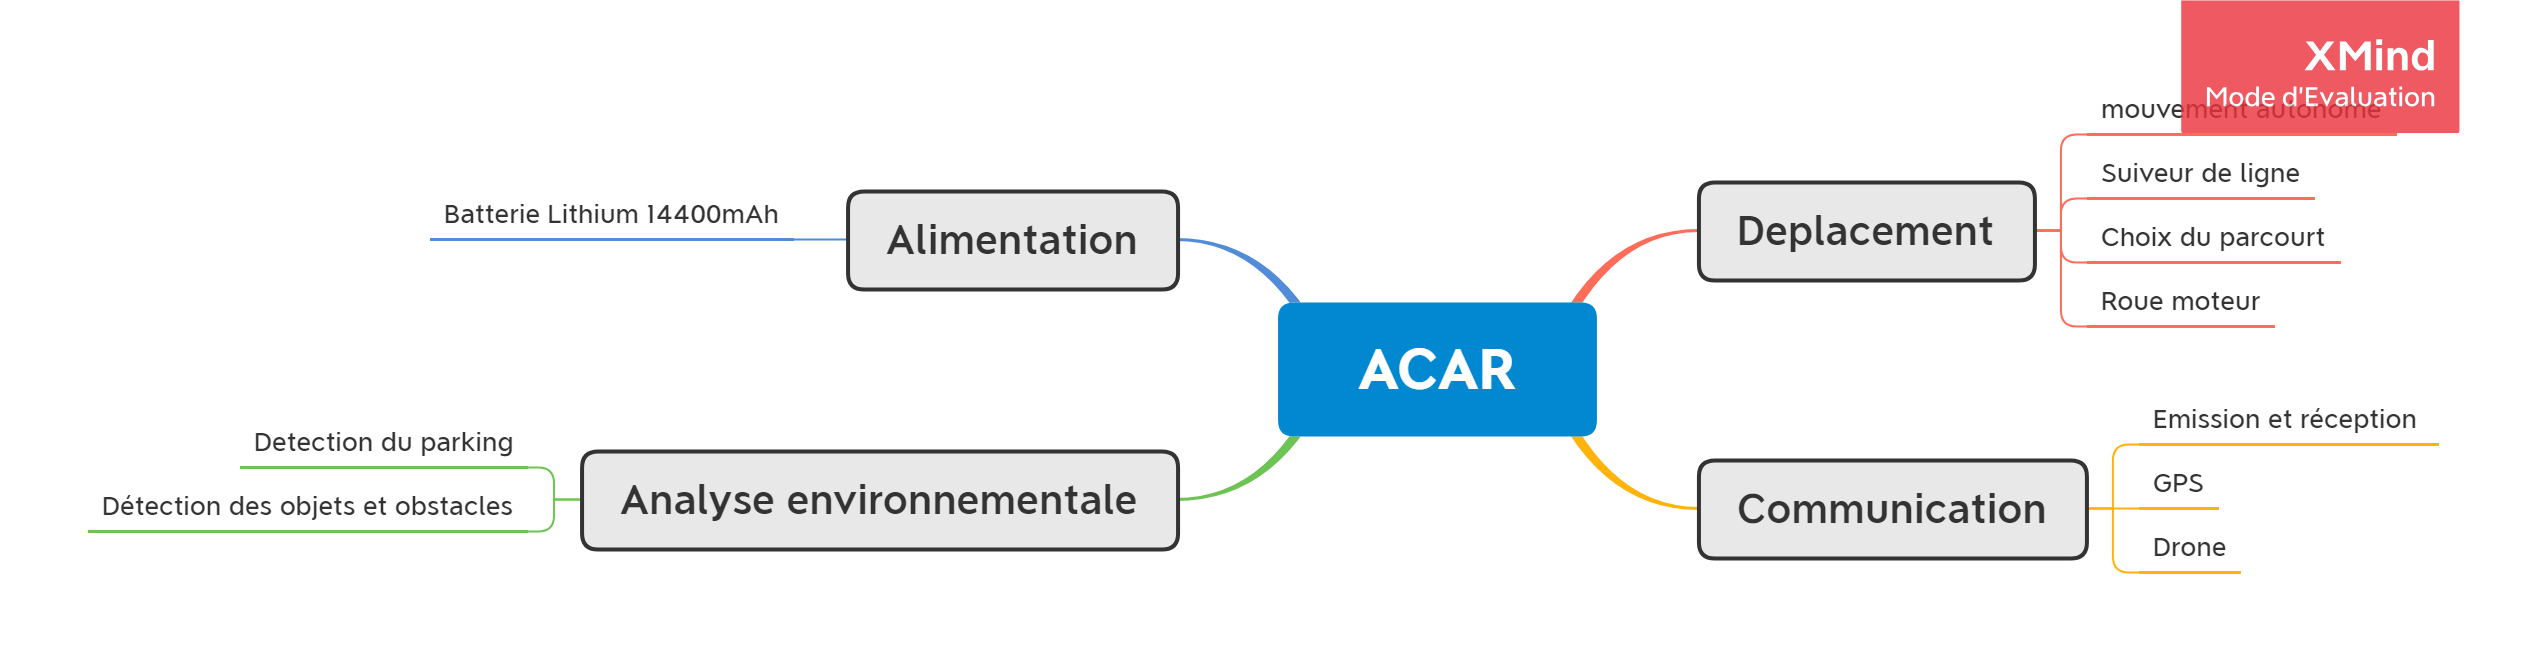 XMind
Mode d'Evaluation
mouvement autonome
Suiveur de ligne
Choix du parcourt
Roue moteur
Deplacement
Batterie Lithium 14400mAh
Alimentation
ACAR
Detection du parking
Détection des objets et obstacles
Analyse environnementale
Communication
Emission et réception
GPS
Drone